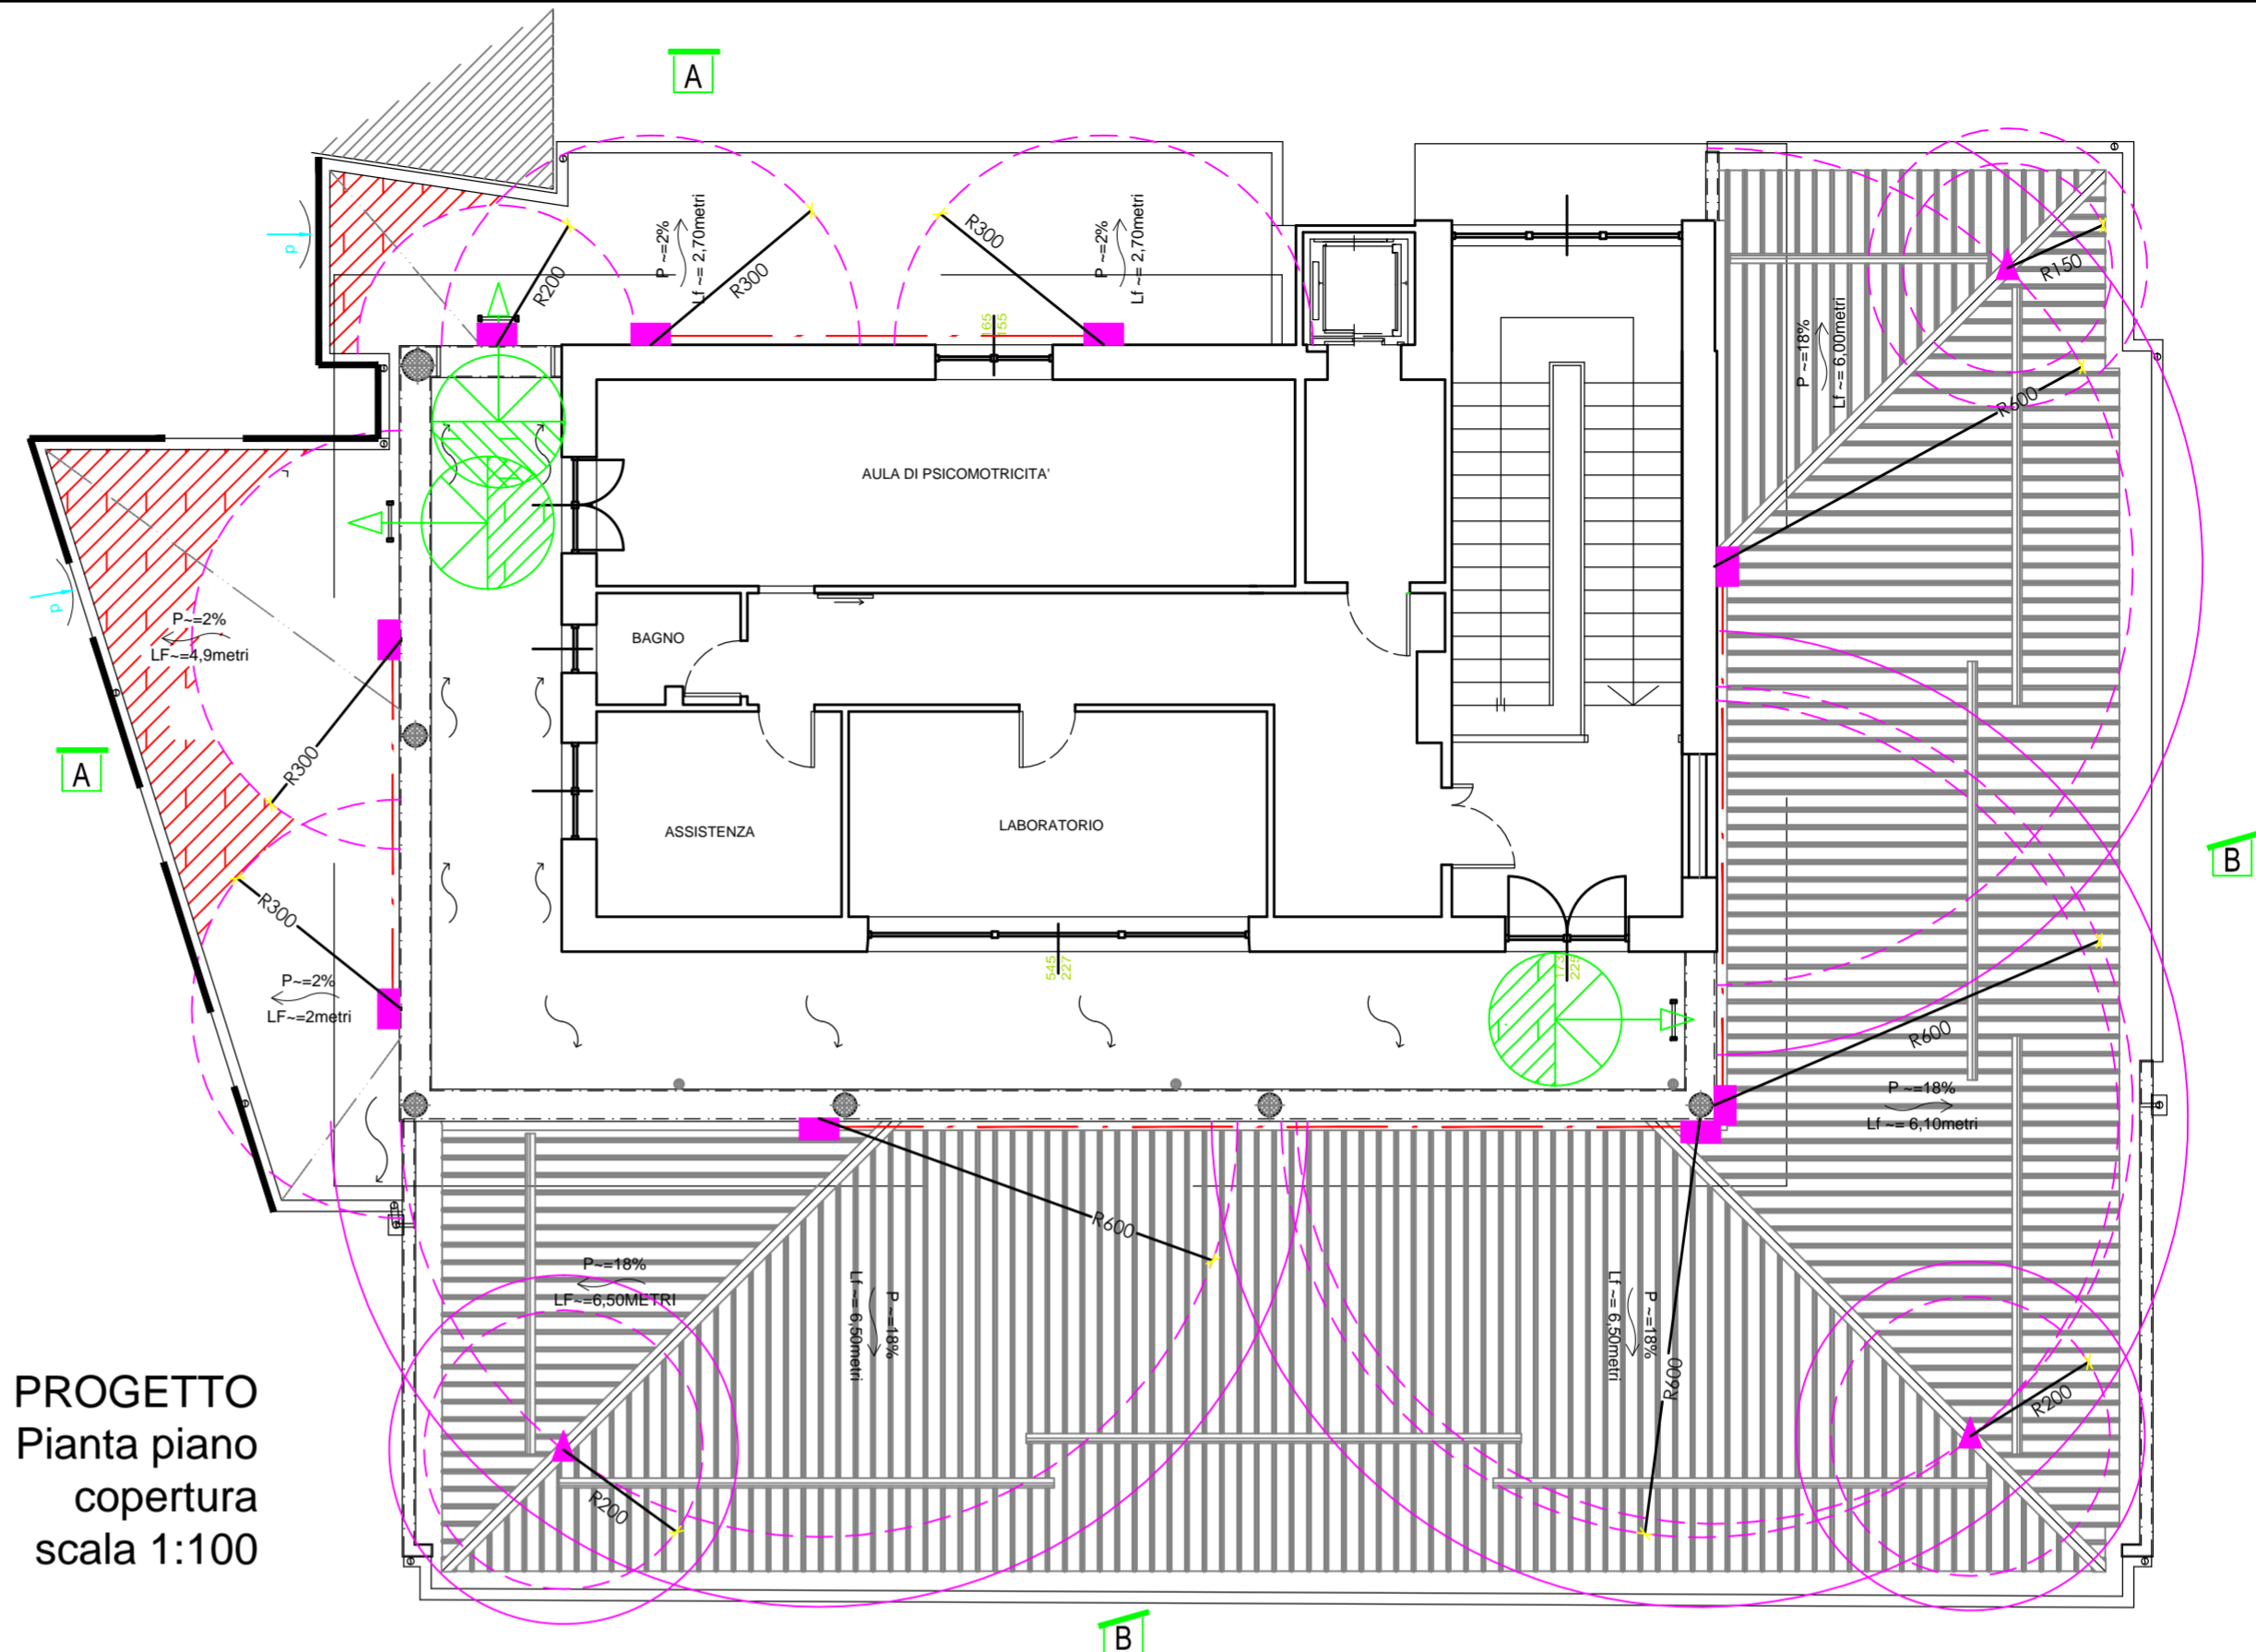 A
P ~=2%
Lf ~= 2,70metri
P ~=2%
Lf ~= 2,70metri
R200
R300
R300
R150
p
165
155
P ~=18%
Lf ~= 6,00metri
R600
AULA DI PSICOMOTRICITA'
p
P~=2%
LF~=4,9metri
BAGNO
A
R300
ASSISTENZA
LABORATORIO
B
R300
545
227
173
225
P~=2%
LF~=2metri
R600
P ~=18%
Lf ~= 6,10metri
R600
P~=18%
LF~=6,50METRI
P ~=18%
Lf ~= 6,50metri
P ~=18%
Lf ~= 6,50metri
R600
R200
R200
PROGETTO
Pianta piano
copertura
scala 1:100
B